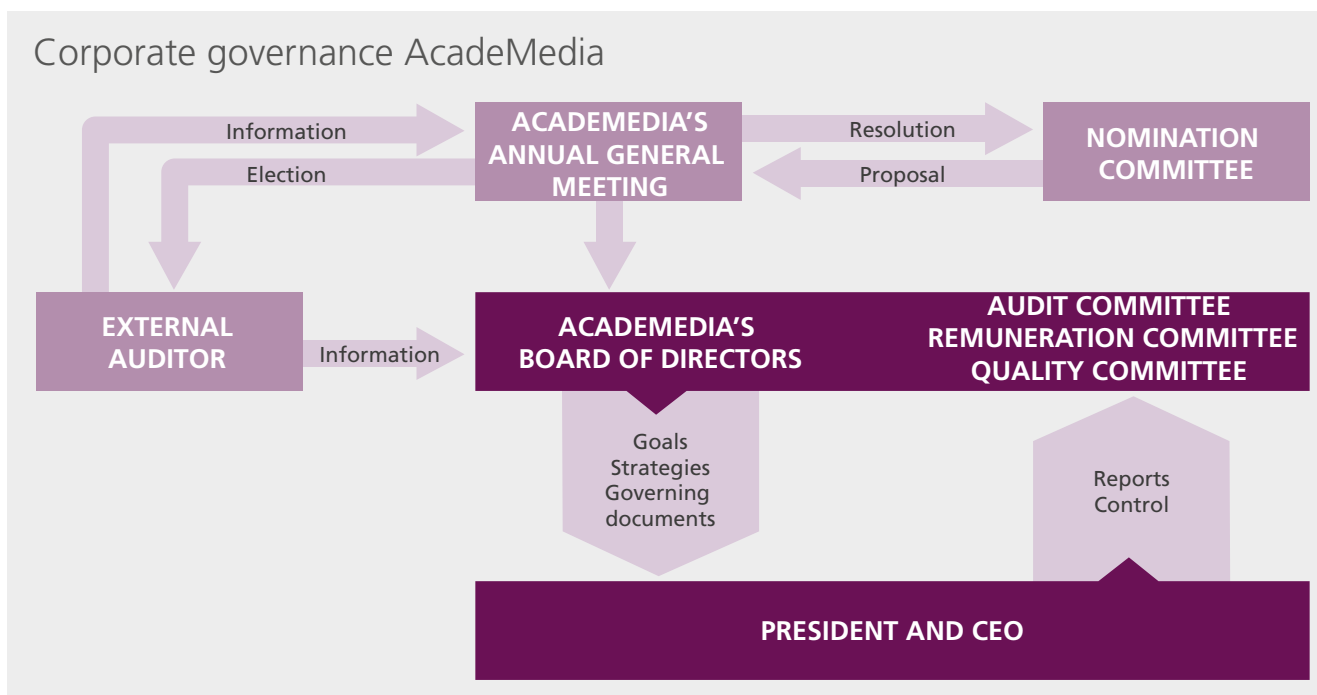 Corporate governance AcadeMedia
Information
ACADEMEDIA’S
ANNUAL GENERAL
MEETING
Resolution
NOMINATION
COMMITTEE
Election
Proposal
EXTERNAL
AUDITOR
Information
ACADEMEDIA’S
BOARD OF DIRECTORS
AUDIT COMMITTEE
REMUNERATION COMMITTEE
QUALITY COMMITTEE
Goals
Strategies
Governing
documents
Reports
Control
PRESIDENT AND CEO